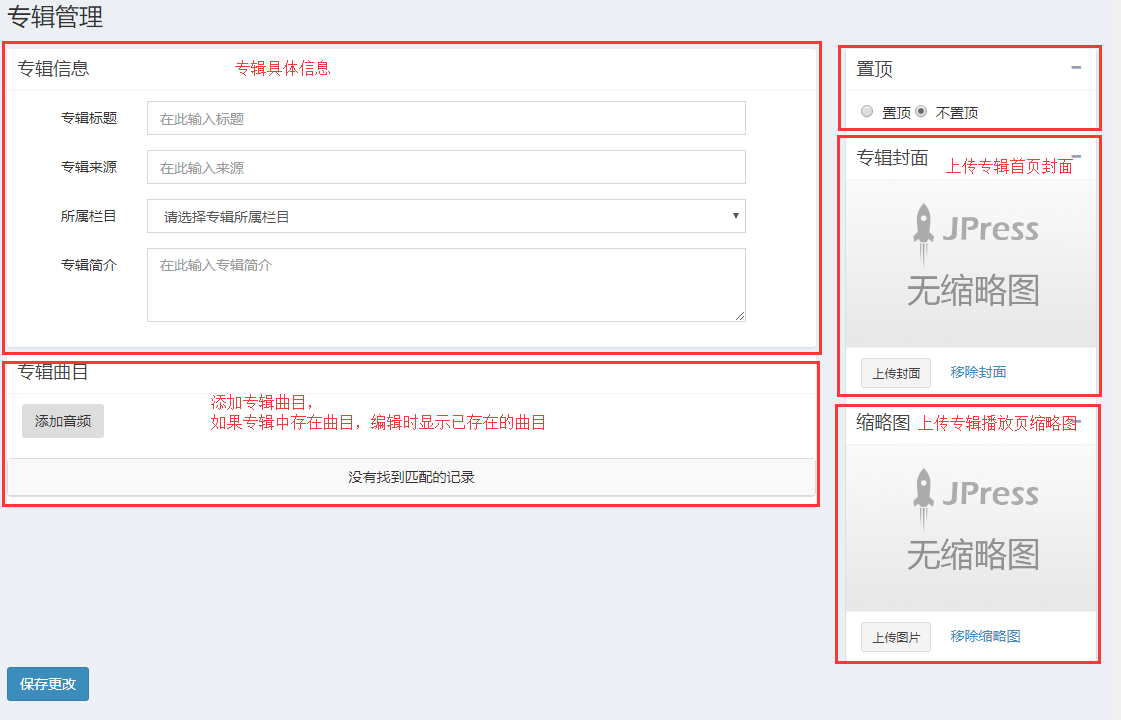 专辑管理
专辑信息
专辑具体信息
专辑标题
在此输入标题
专辑来源
在此输入来源
所属栏目
请选择专辑所属栏目
专辑简介
在此输入专辑简介
专辑曲目
添加音频
添加专辑曲目，
如果专辑中存在曲目，编辑时显示已存在的曲目
没有找到匹配的记录
保存更改
置顶
置顶 不置顶
专辑封面
上传专辑首页封面
JPress
无缩略图
上传封面 移除封面
缩略图 上传专辑播放页缩略图
JPress
无缩略图
上传图片 移除缩略图